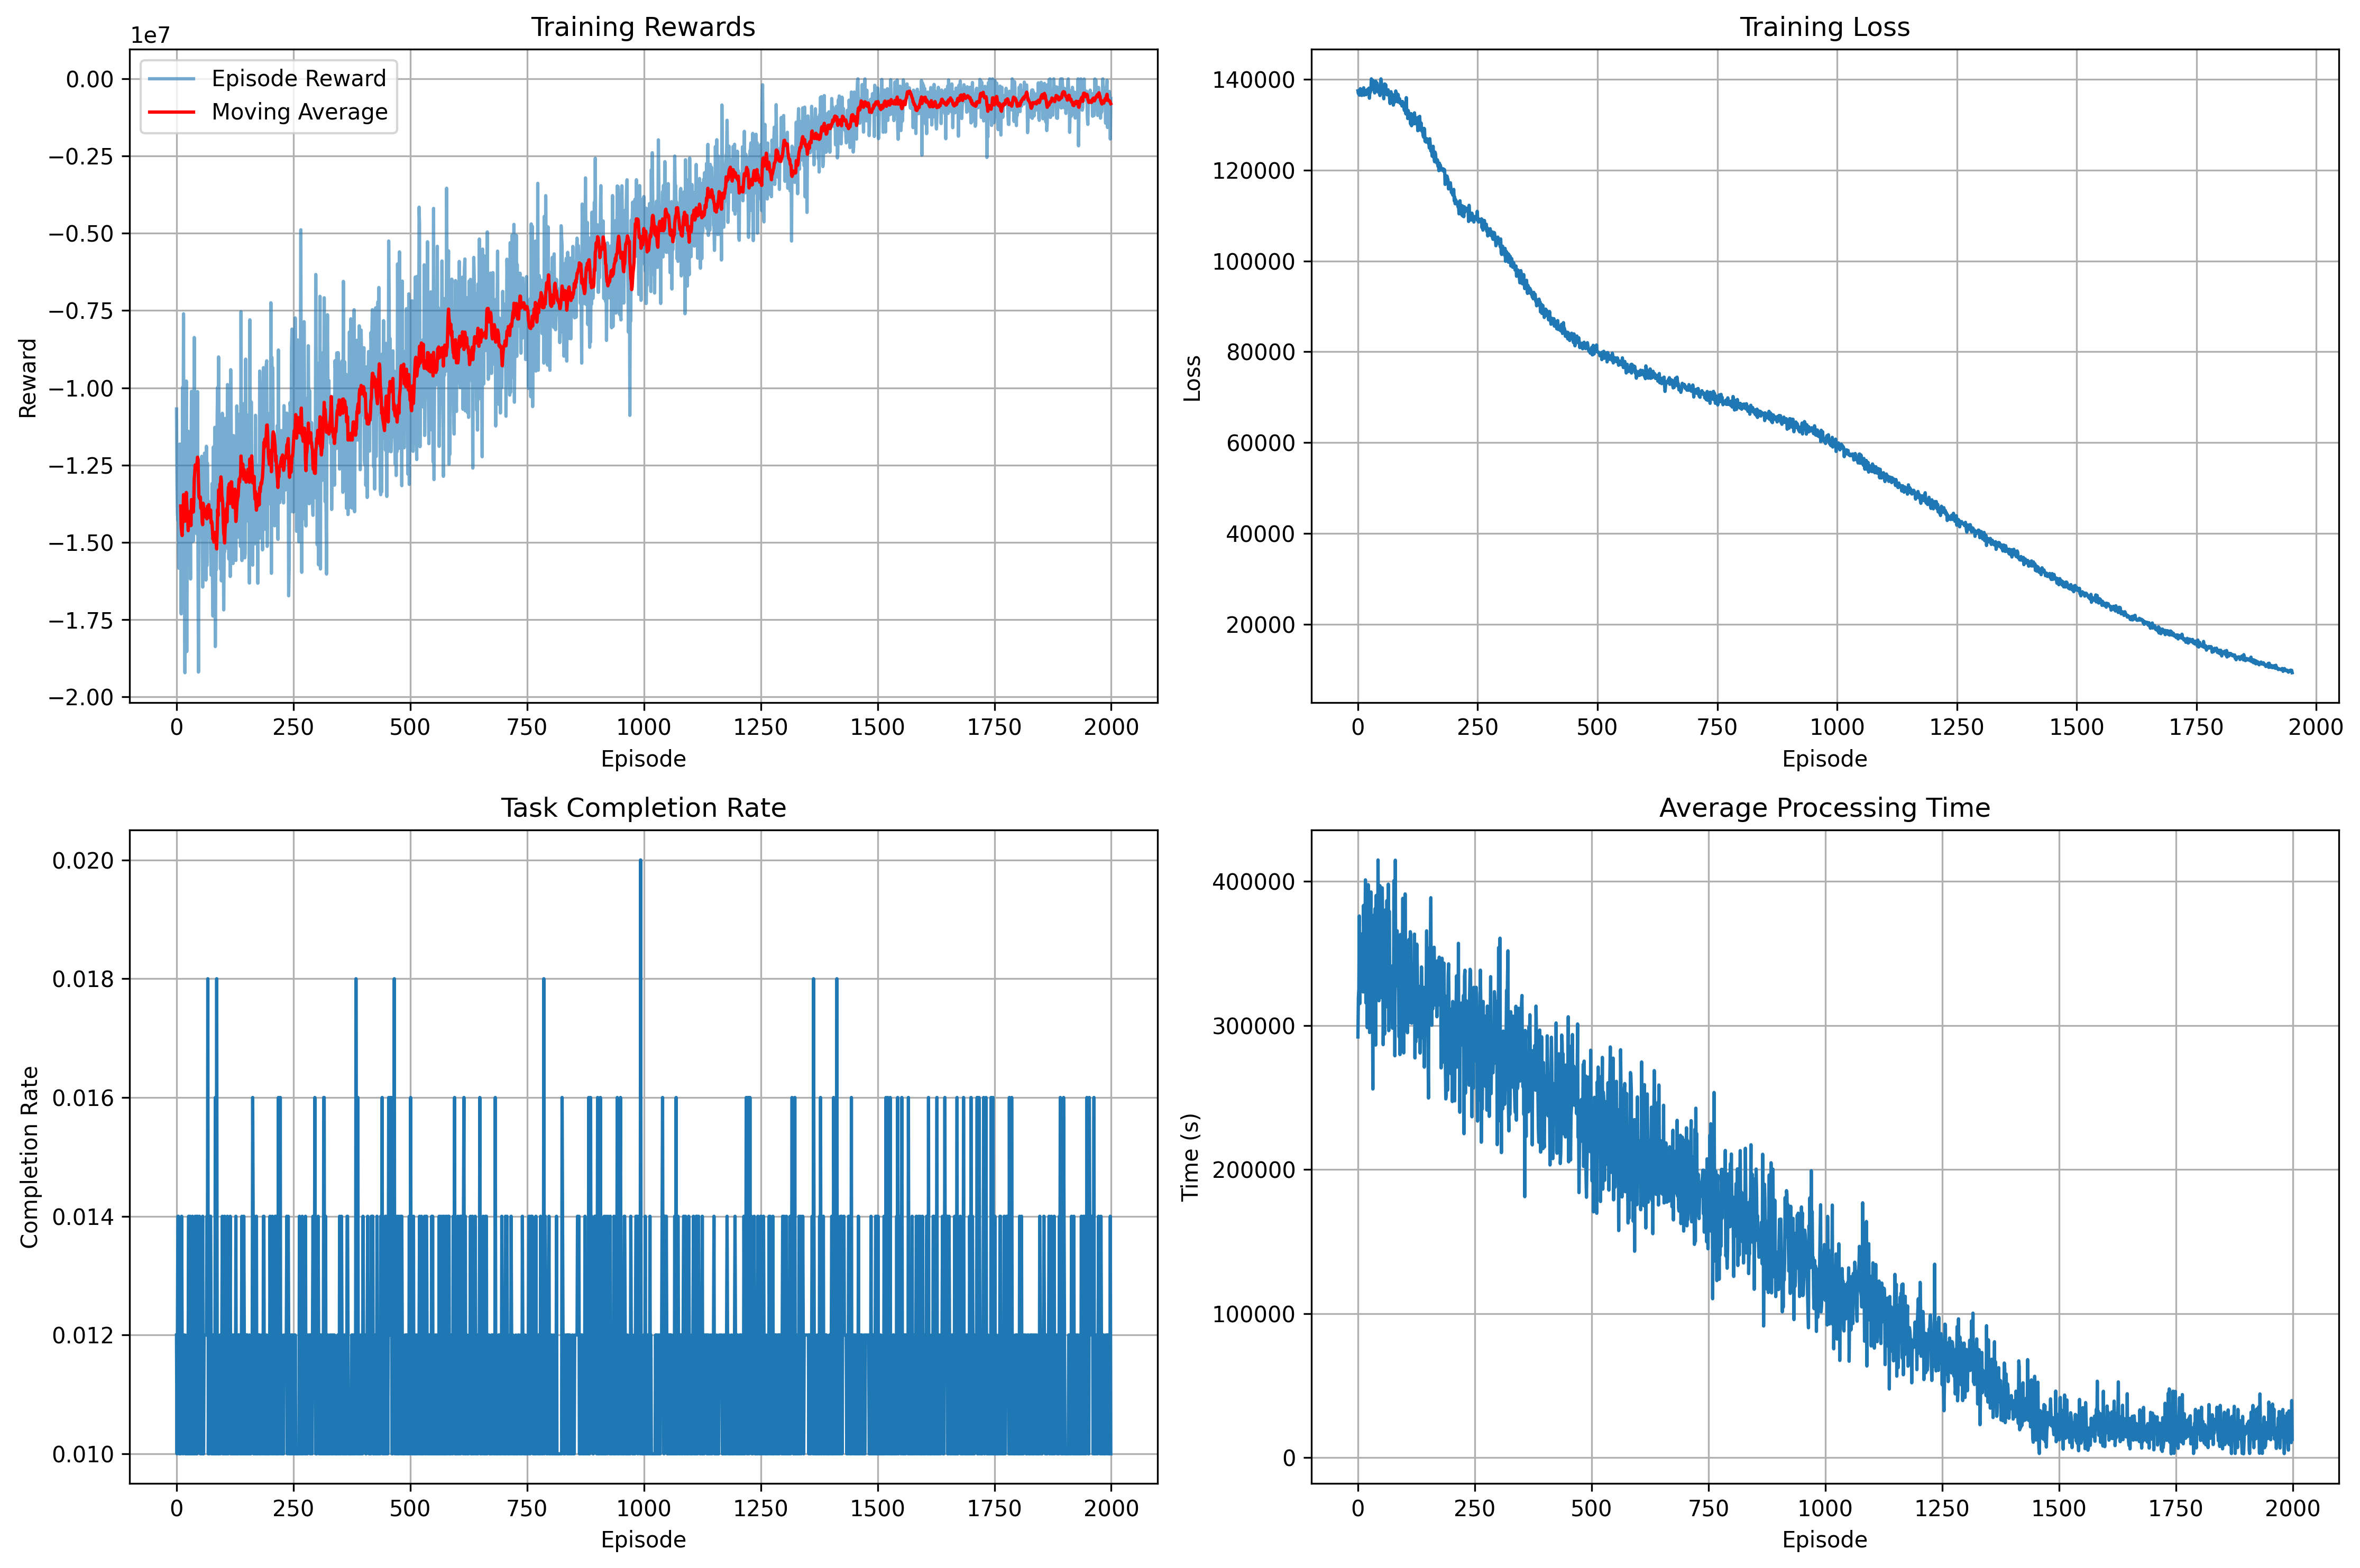 Training Rewards
1e7
Episode Reward
Moving Average
0.00
−0.25
−0.50
−0.75
−1.00
−1.25
−1.50
−1.75
−2.00
Reward
0 250 500 750 1000 1250 1500 1750 2000
Episode
Training Loss
140000
120000
100000
80000
60000
40000
20000
Loss
0 250 500 750 1000 1250 1500 1750 2000
Episode
Task Completion Rate
0.020
0.018
0.016
0.014
0.012
0.010
Completion Rate
0 250 500 750 1000 1250 1500 1750 2000
Episode
Average Processing Time
400000
300000
200000
100000
0
Time (s)
0 250 500 750 1000 1250 1500 1750 2000
Episode